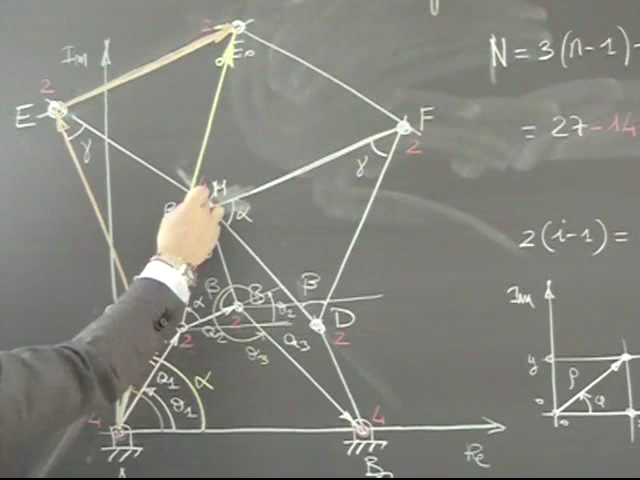 N = 3(n-1)-
= 27-14
2(i-1) =
Im
y
ρ
Im
2
E
2
γ
F
γ
2
H
α
β
β
D
2
α
2
a₂
a₃
ϑ₃
ϑ₂
a₁
ϑ₁
α
4
4
B₀
Re